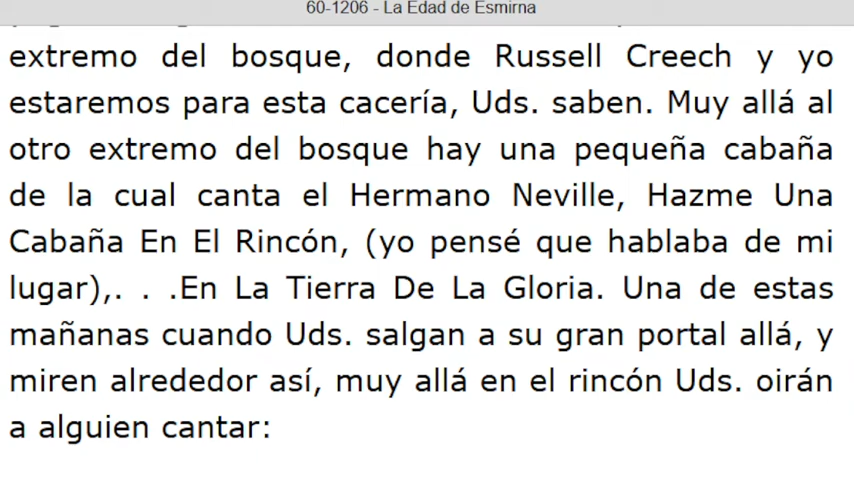 60-1206 - La Edad de Esmirna
extremo del bosque, donde Russell Creech y yo
estaremos para esta cacería, Uds. saben. Muy allá al
otro extremo del bosque hay una pequeña cabaña
de la cual canta el Hermano Neville, Hazme Una
Cabaña En El Rincón, (yo pensé que hablaba de mi
lugar),. . .En La Tierra De La Gloria. Una de estas
mañanas cuando Uds. salgan a su gran portal allá, y
miren alrededor así, muy allá en el rincón Uds. oirán
a alguien cantar: